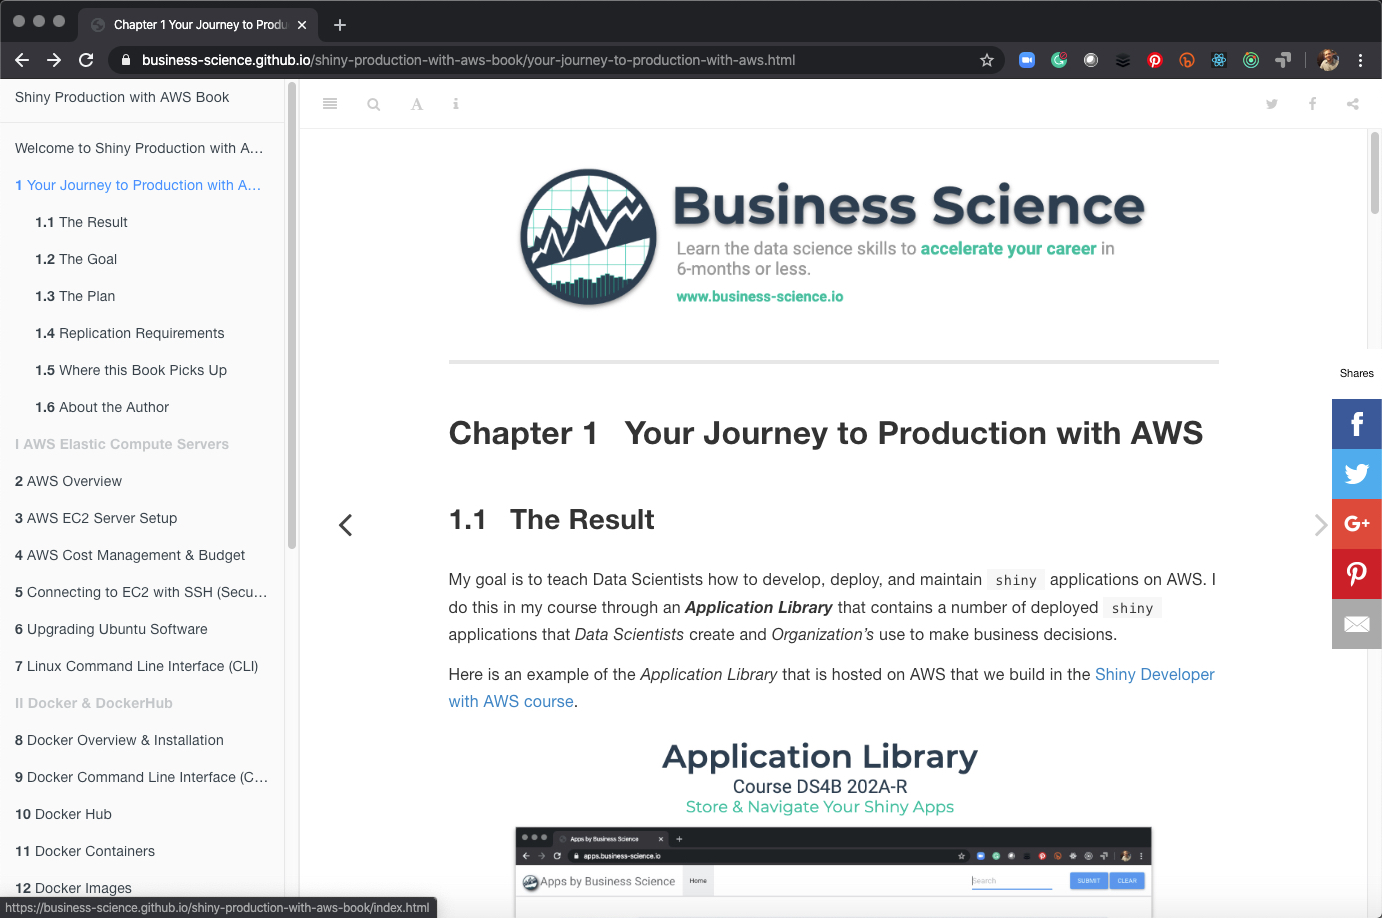 Chapter 1 Your Journey to Produ
business-science.github.io/shiny-production-with-aws-book/your-journey-to-production-with-aws.html
Shiny Production with AWS Book
Welcome to Shiny Production with A...
1 Your Journey to Production with A...
1.1 The Result
1.2 The Goal
1.3 The Plan
1.4 Replication Requirements
1.5 Where this Book Picks Up
1.6 About the Author
I AWS Elastic Compute Servers
2 AWS Overview
3 AWS EC2 Server Setup
4 AWS Cost Management & Budget
5 Connecting to EC2 with SSH (Secu...
6 Upgrading Ubuntu Software
7 Linux Command Line Interface (CLI)
II Docker & DockerHub
8 Docker Overview & Installation
9 Docker Command Line Interface (C...
10 Docker Hub
11 Docker Containers
12 Docker Images
https://business-science.github.io/shiny-production-with-aws-book/index.html
Business Science
Learn the data science skills to accelerate your career in
6-months or less.
www.business-science.io
Chapter 1 Your Journey to Production with AWS
1.1 The Result
My goal is to teach Data Scientists how to develop, deploy, and maintain shiny applications on AWS. I
do this in my course through an Application Library that contains a number of deployed shiny
applications that Data Scientists create and Organization's use to make business decisions.
Here is an example of the Application Library that is hosted on AWS that we build in the Shiny Developer
with AWS course.
Application Library
Course DS4B 202A-R
Store & Navigate Your Shiny Apps
Apps by Business Science
apps.business-science.io
Apps by Business Science
Home
Search
SUBMIT
CLEAR
Shares
G+